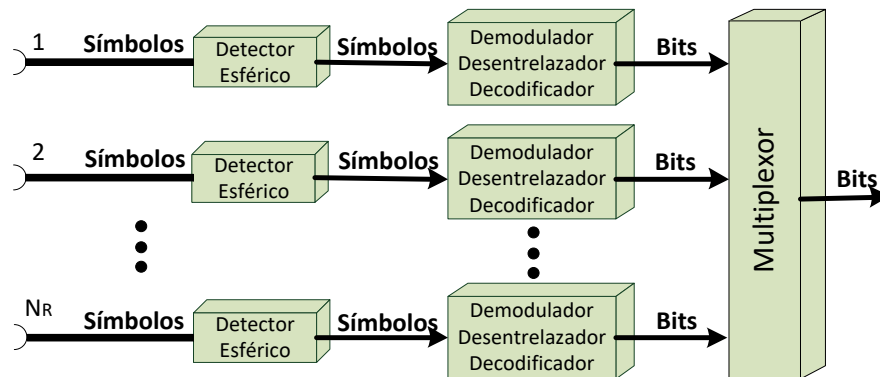 1
Símbolos
Detector
Esférico
Símbolos
Demodulador
Desentrelazador
Decodificador
Bits
2
Símbolos
Detector
Esférico
Símbolos
Demodulador
Desentrelazador
Decodificador
Bits
NR
Símbolos
Detector
Esférico
Símbolos
Demodulador
Desentrelazador
Decodificador
Bits
Multiplexor
Bits